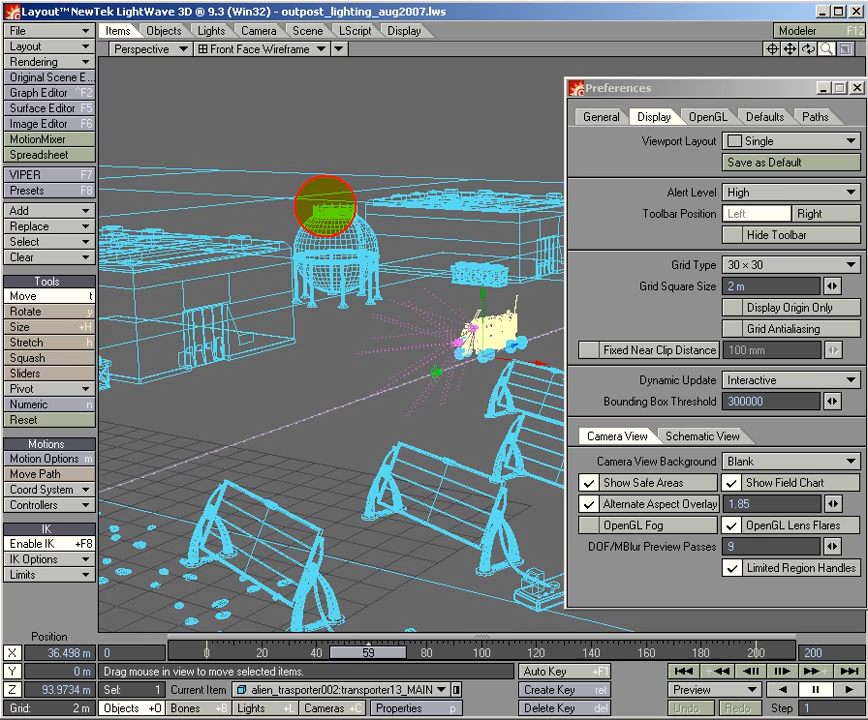 Layout™NewTek LightWave 3D ® 9.3 (Win32) - outpost_lighting_aug2007.lws
File
Items Objects Lights Camera Scene LScript Display
Modeler F12
Layout
Perspective Front Face Wireframe
Rendering
Original Scene E...
Graph Editor ^F2
Surface Editor F5
Image Editor F6
MotionMixer
Spreadsheet
VIPER F7
Presets F8
Add
Replace
Select
Clear
Tools
Move t
Rotate y
Size +H
Stretch h
Squash
Sliders
Pivot
Numeric n
Reset
Motions
Motion Options m
Move Path
Coord System
Controllers
IK
Enable IK +F8
IK Options
Limits
Preferences
General Display OpenGL Defaults Paths
Viewport Layout Single
Save as Default
Alert Level High
Toolbar Position Left Right
Hide Toolbar
Grid Type 30 × 30
Grid Square Size 2 m
Display Origin Only
Grid Antialiasing
Fixed Near Clip Distance 100 mm
Dynamic Update Interactive
Bounding Box Threshold 300000
Camera View Schematic View
Camera View Background Blank
Show Safe Areas Show Field Chart
Alternate Aspect Overlay 1.85
OpenGL Fog OpenGL Lens Flares
DOF/MBlur Preview Passes 9
Limited Region Handles
Position
X 36.498 m 0 0 20 40 59 80 100 120 140 160 180 200 200
Y 0 m Drag mouse in view to move selected items. Auto Key +F1
Z 93.9734 m Sel: 1 Current Item alien_trasporter002:transporter13_MAIN Create Key ret Preview
Grid: 2 m Objects +O Bones +B Lights +L Cameras +C Properties p Delete Key del Undo Redo Step 1